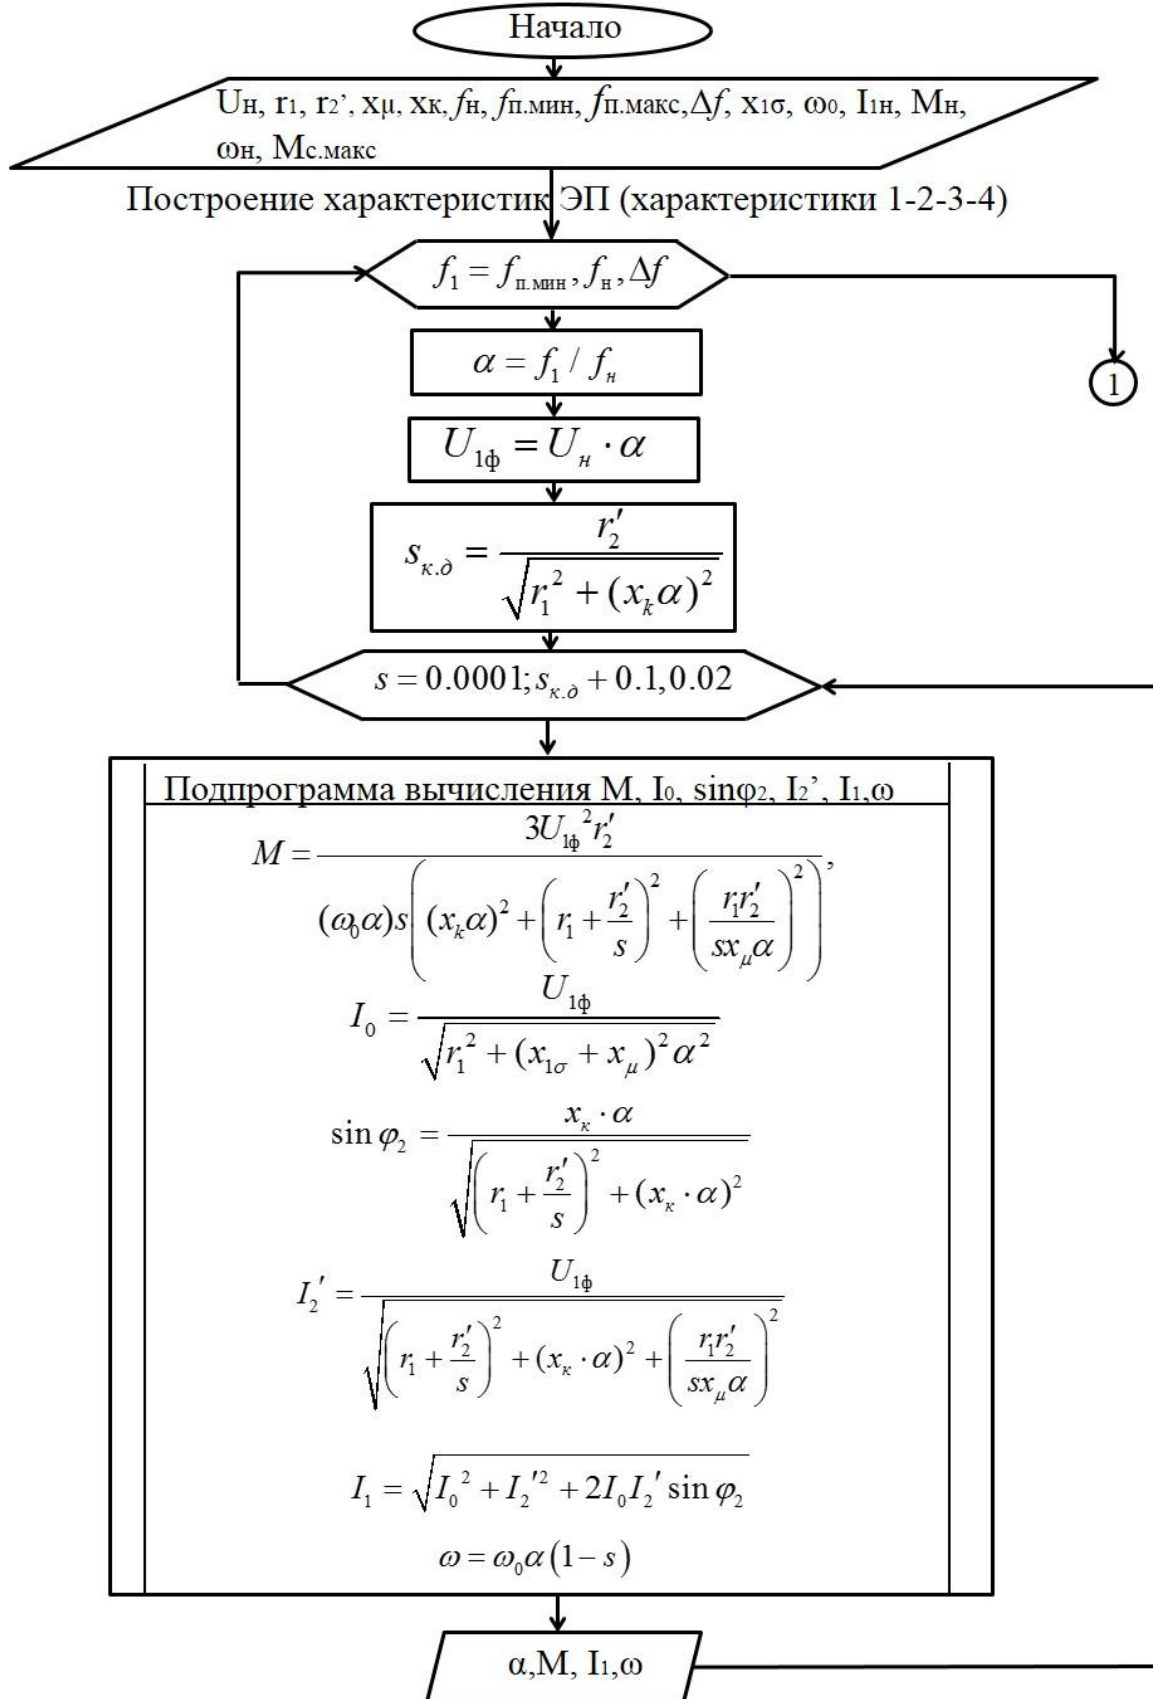 Начало
Uн, r1, r2’, xμ, xк, fн, fп.мин, fп.макс, Δf, x1σ, ω0, I1н, Mн,
ωн, Mс.макс
Построение характеристик ЭП (характеристики 1-2-3-4)
f₁ = fп.мин, fн, Δf
α = f₁ / fн
1
U₁ф = Uн · α
sк.д = r₂′ / √(r₁² + (xkα)²)
s = 0.0001; sк.д + 0.1, 0.02
Подпрограмма вычисления M, I0, sinφ2, I2’, I1,ω
M = 3U₁ф² r₂′ / ((ω₀α)s((xkα)² + (r₁ + r₂′/s)² + (r₁r₂′/(sxμα))²)),
I₀ = U₁ф / √(r₁² + (x₁σ + xμ)²α²)
sin φ₂ = xк · α / √((r₁ + r₂′/s)² + (xк · α)²)
I₂′ = U₁ф / √((r₁ + r₂′/s)² + (xк · α)² + (r₁r₂′/(sxμα))²)
I₁ = √(I₀² + I₂′² + 2I₀I₂′ sin φ₂)
ω = ω₀α(1 − s)
α,M, I1,ω